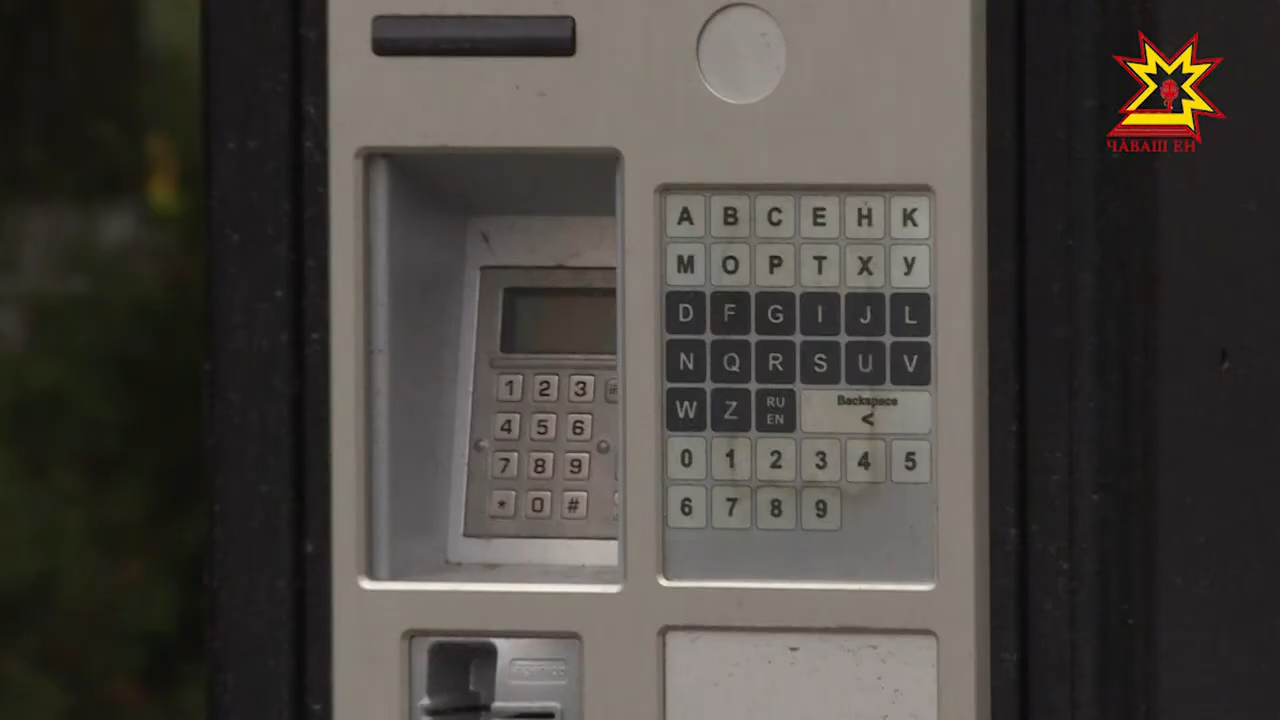 ЧӐВАШ ЕН
A B C E H K
M O P T X У
D F G I J L
N Q R S U V
W Z RU EN Backspace <
0 1 2 3 4 5
6 7 8 9
1 2 3
4 5 6
7 8 9
* 0 #